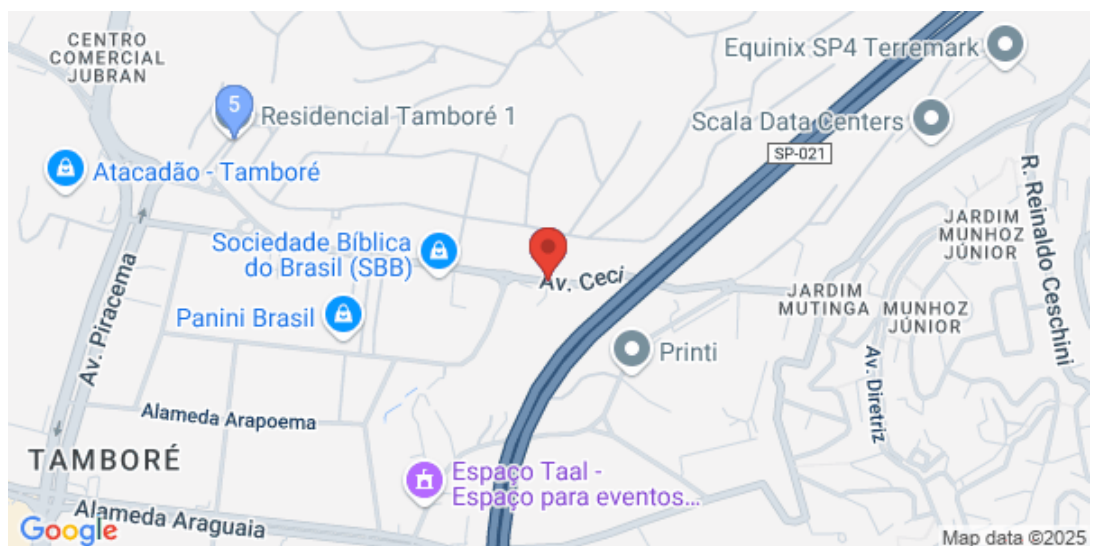 CENTRO
COMERCIAL
JUBRAN
Equinix SP4 Terremark
5
Residencial Tamboré 1
Scala Data Centers
SP-021
Atacadão - Tamboré
R. Reinaldo Ceschini
JARDIM
MUNHOZ
JÚNIOR
Sociedade Bíblica
do Brasil (SBB)
Av. Ceci
Av. Piracema
Panini Brasil
JARDIM
MUTINGA
MUNHOZ
JÚNIOR
Printi
Av. Diretriz
Alameda Arapoema
TAMBORÉ
Espaço Taal -
Espaço para eventos...
Alameda Araguaia
Google
Map data ©2025